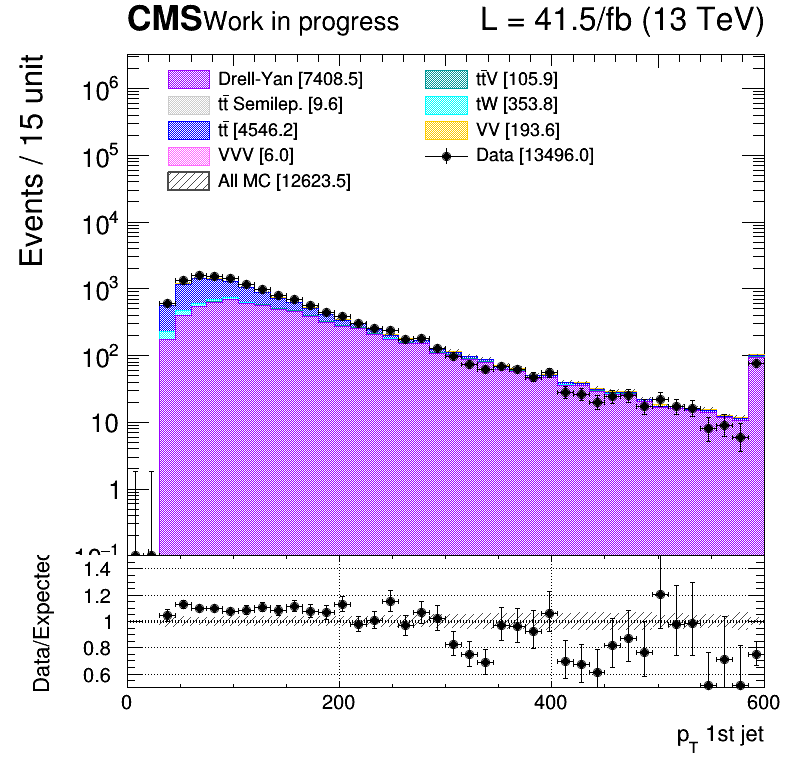 CMS Work in progress L = 41.5/fb (13 TeV)
Events / 15 unit
Drell-Yan [7408.5]
tt̄ Semilep. [9.6]
tt̄ [4546.2]
VVV [6.0]
All MC [12623.5]
tt̄V [105.9]
tW [353.8]
VV [193.6]
Data [13496.0]
10⁶
10⁵
10⁴
10³
10²
10
1
10⁻¹
Data/Expected
1.4
1.2
1
0.8
0.6
0 200 400 600
p_T 1st jet